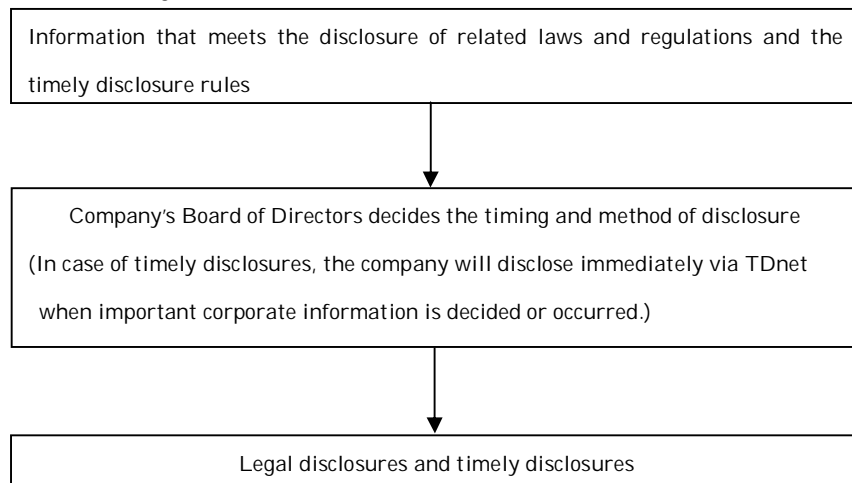 Information that meets the disclosure of related laws and regulations and the
timely disclosure rules
Company's Board of Directors decides the timing and method of disclosure
(In case of timely disclosures, the company will disclose immediately via TDnet
when important corporate information is decided or occurred.)
Legal disclosures and timely disclosures